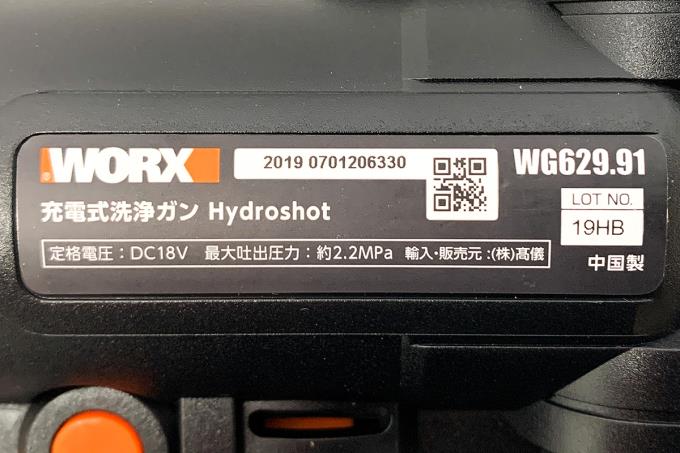 WORX
2019 0701206330
WG629.91
充電式洗浄ガン Hydroshot
LOT NO.
19HB
定格電圧：DC18V 最大吐出圧力：約2.2MPa 輸入・販売元：(株)髙儀
中国製